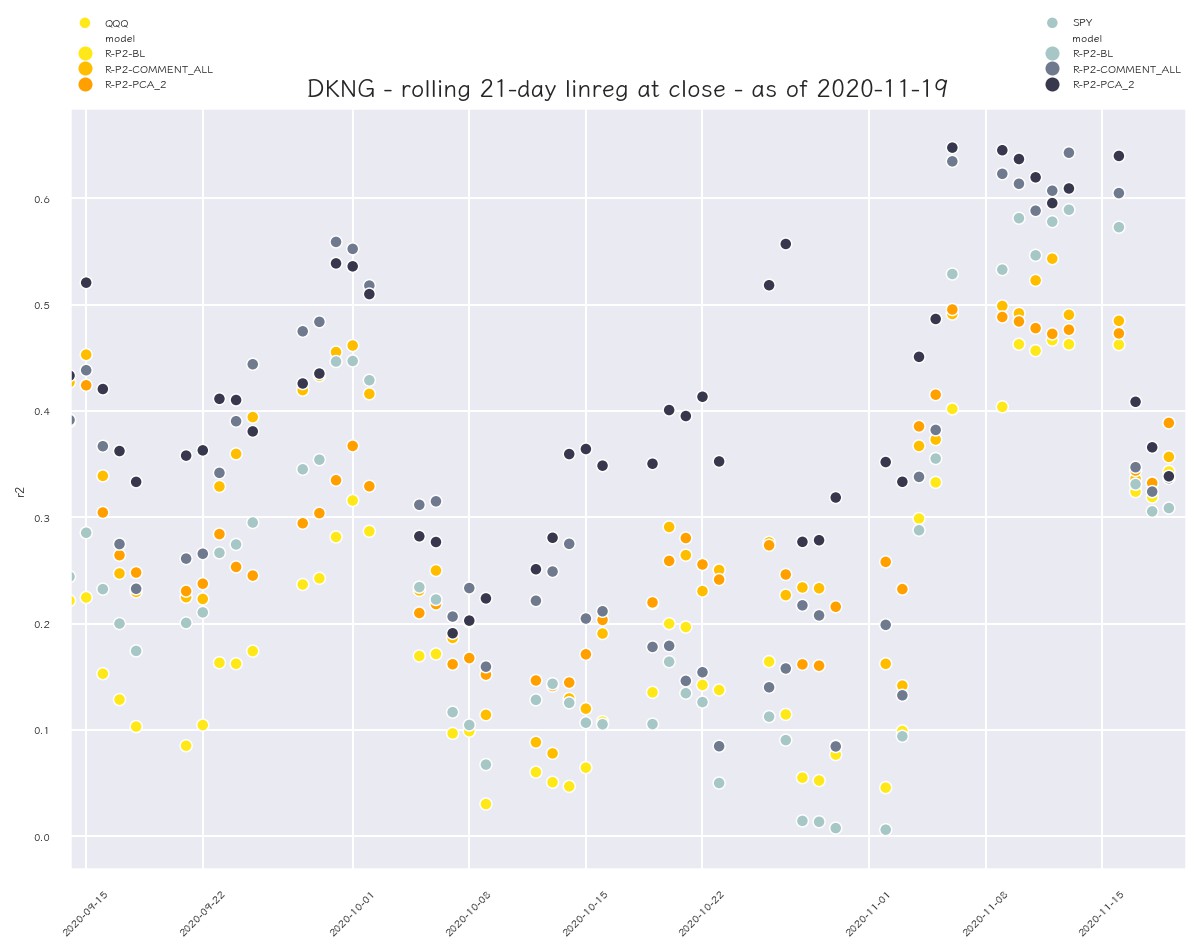 QQQ
model
R-P2-BL
R-P2-COMMENT_ALL
R-P2-PCA_2
SPY
model
R-P2-BL
R-P2-COMMENT_ALL
R-P2-PCA_2
DKNG - rolling 21-day linreg at close - as of 2020-11-19
r2
0.6
0.5
0.4
0.3
0.2
0.1
0.0
2020-09-15
2020-09-22
2020-10-01
2020-10-08
2020-10-15
2020-10-22
2020-11-01
2020-11-08
2020-11-15